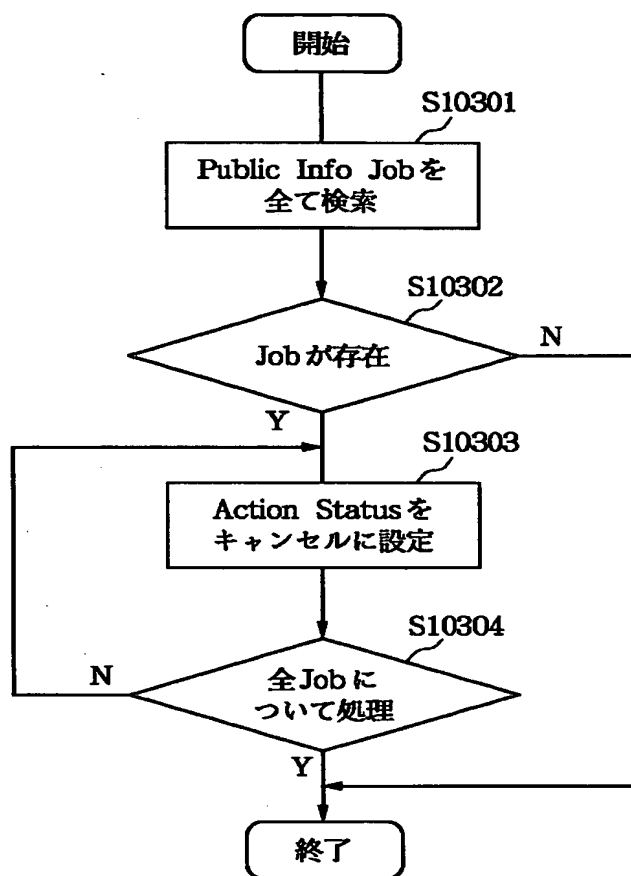 開始
S10301
Public Info Jobを
全て検索
S10302
Jobが存在
N
Y
S10303
Action Statusを
キャンセルに設定
S10304
N
全Jobに
ついて処理
Y
終了